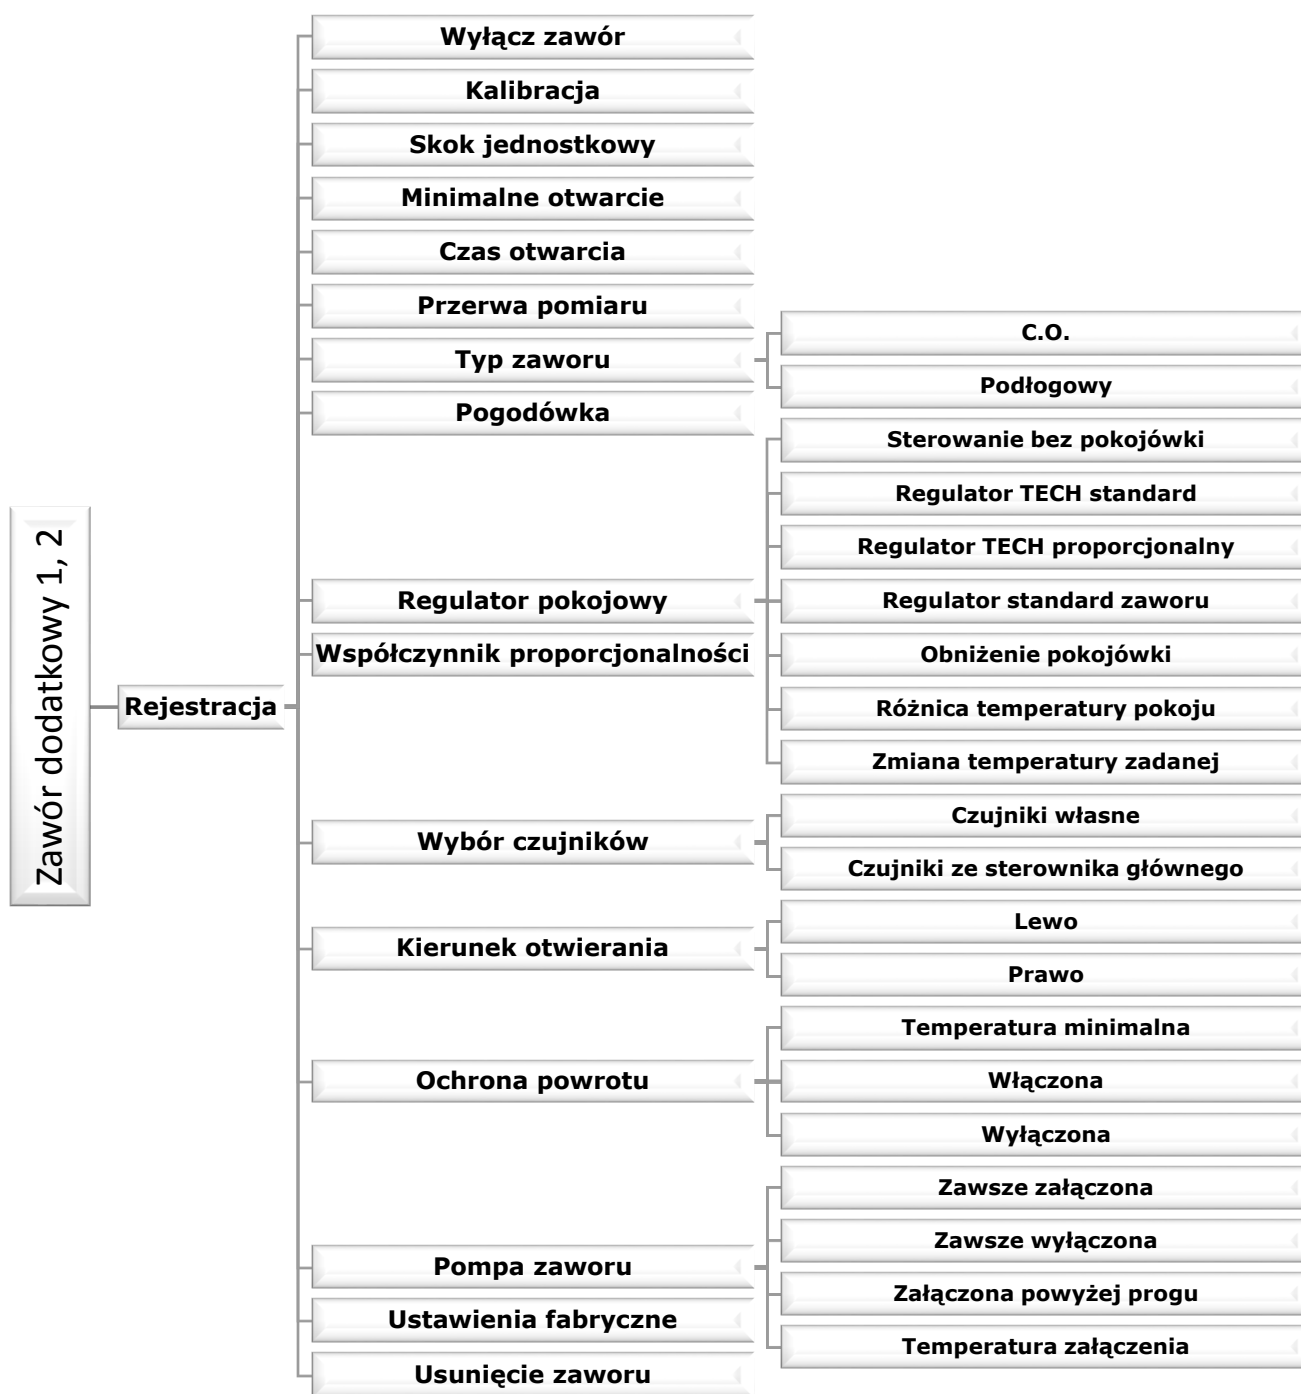 Zawór dodatkowy 1, 2
Rejestracja
Wyłącz zawór
Kalibracja
Skok jednostkowy
Minimalne otwarcie
Czas otwarcia
Przerwa pomiaru
Typ zaworu
C.O.
Podłogowy
Pogodówka
Regulator pokojowy
Sterowanie bez pokojówki
Regulator TECH standard
Regulator TECH proporcjonalny
Regulator standard zaworu
Obniżenie pokojówki
Różnica temperatury pokoju
Zmiana temperatury zadanej
Współczynnik proporcjonalności
Wybór czujników
Czujniki własne
Czujniki ze sterownika głównego
Kierunek otwierania
Lewo
Prawo
Ochrona powrotu
Temperatura minimalna
Włączona
Wyłączona
Pompa zaworu
Zawsze załączona
Zawsze wyłączona
Załączona powyżej progu
Temperatura załączenia
Ustawienia fabryczne
Usunięcie zaworu